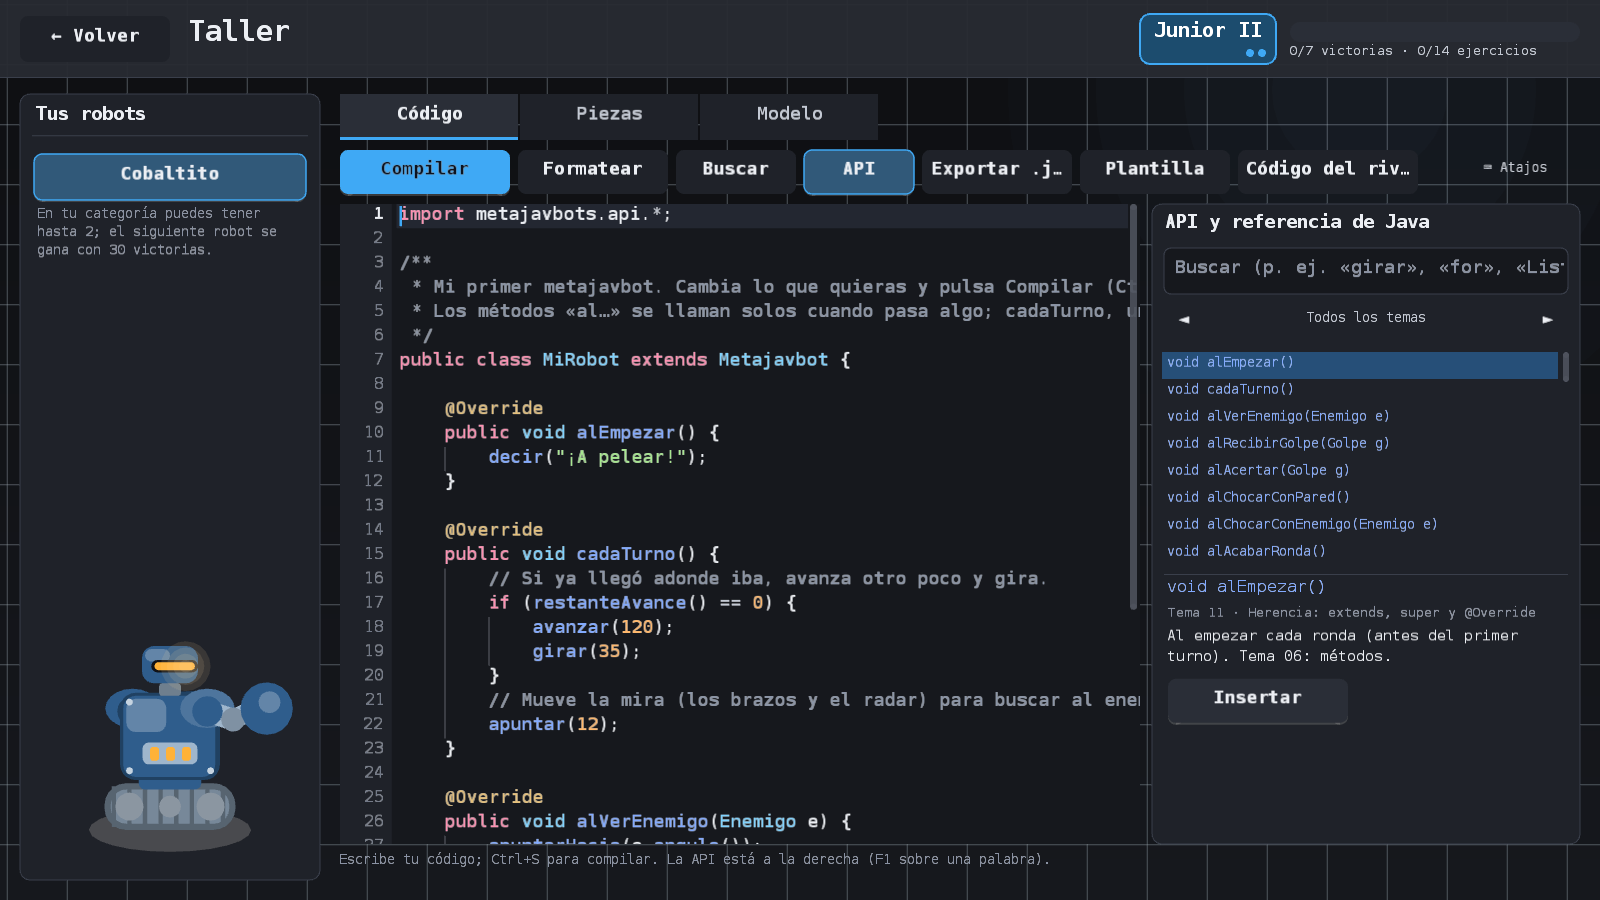 ← Volver
Taller
Junior II
0/7 victorias · 0/14 ejercicios
Tus robots
Cobaltito
En tu categoría puedes tener
hasta 2; el siguiente robot se
gana con 30 victorias.
Código
Piezas
Modelo
Compilar
Formatear
Buscar
API
Exportar .j…
Plantilla
Código del riv…
⌨ Atajos
1 import metajavbots.api.*;
2
3 /**
4  * Mi primer metajavbot. Cambia lo que quieras y pulsa Compilar (Ct
5  * Los métodos «al…» se llaman solos cuando pasa algo; cadaTurno, u
6  */
7 public class MiRobot extends Metajavbot {
8
9     @Override
10     public void alEmpezar() {
11         decir("¡A pelear!");
12     }
13
14     @Override
15     public void cadaTurno() {
16         // Si ya llegó adonde iba, avanza otro poco y gira.
17         if (restanteAvance() == 0) {
18             avanzar(120);
19             girar(35);
20         }
21         // Mueve la mira (los brazos y el radar) para buscar al ene
22         apuntar(12);
23     }
24
25     @Override
26     public void alVerEnemigo(Enemigo e) {
27         apuntarHacia(e.angulo());
Escribe tu código; Ctrl+S para compilar. La API está a la derecha (F1 sobre una palabra).
API y referencia de Java
Buscar (p. ej. «girar», «for», «List
◄ Todos los temas ►
void alEmpezar()
void cadaTurno()
void alVerEnemigo(Enemigo e)
void alRecibirGolpe(Golpe g)
void alAcertar(Golpe g)
void alChocarConPared()
void alChocarConEnemigo(Enemigo e)
void alAcabarRonda()
void alEmpezar()
Tema 11 · Herencia: extends, super y @Override
Al empezar cada ronda (antes del primer
turno). Tema 06: métodos.
Insertar